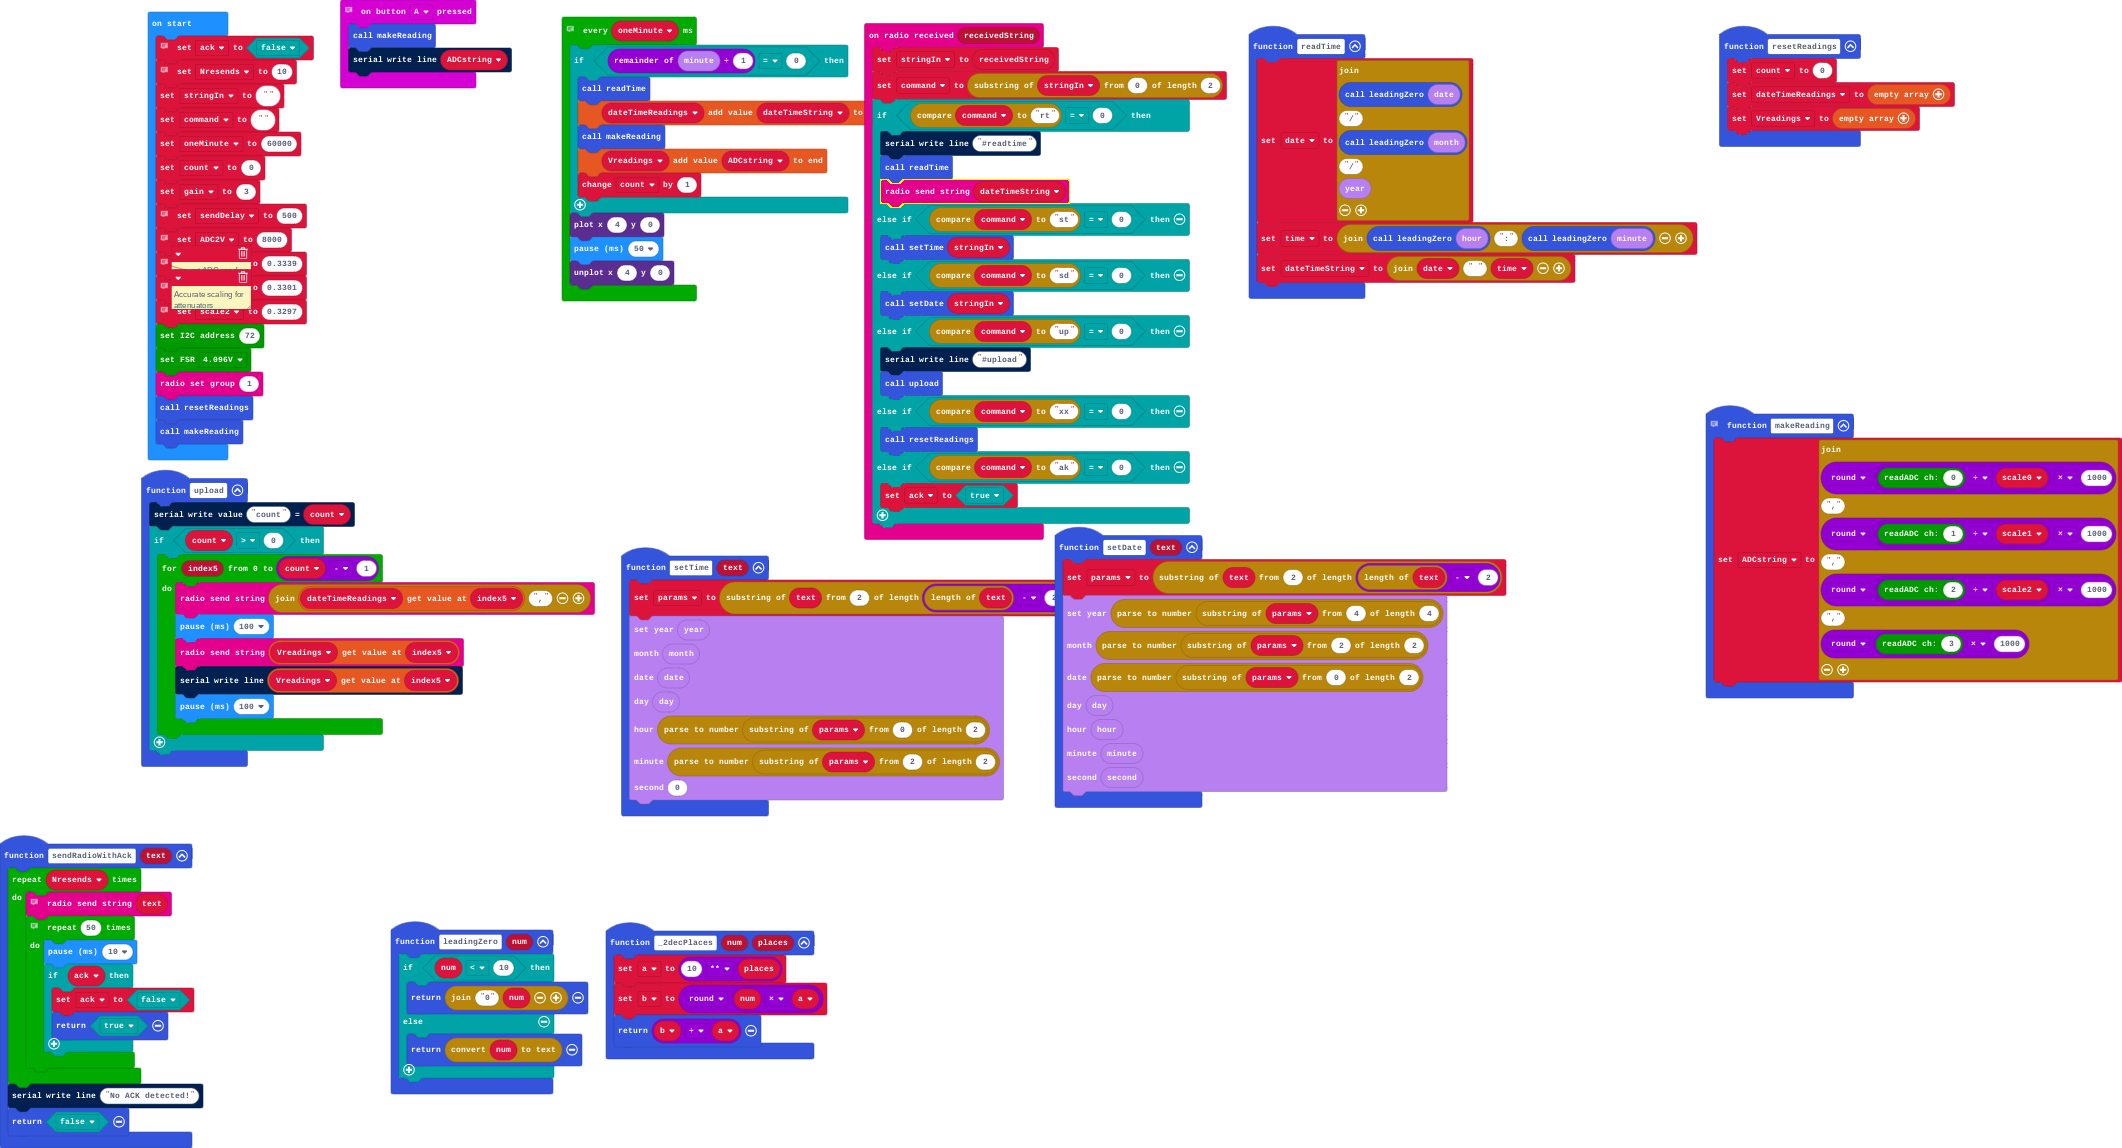 on start
set ack to false
set Nresends to 10
set stringIn to " "
set command to " "
set oneMinute to 60000
set count to 0
set gain to 3
set sendDelay to 500
set ADC2V to 8000
o 0.3339
o 0.3301
Accurate scaling for
attenuators
set scale2 to 0.3297
set I2C address 72
set FSR 4.096V
radio set group 1
call resetReadings
call makeReading
on button A pressed
call makeReading
serial write line ADCstring
every oneMinute ms
if remainder of minute ÷ 1 = 0 then
call readTime
dateTimeReadings add value dateTimeString to
call makeReading
Vreadings add value ADCstring to end
change count by 1
plot x 4 y 0
pause (ms) 50
unplot x 4 y 0
on radio received receivedString
set stringIn to receivedString
set command to substring of stringIn from 0 of length 2
if compare command to "rt" = 0 then
serial write line "#readtime"
call readTime
radio send string dateTimeString
else if compare command to "st" = 0 then
call setTime stringIn
else if compare command to "sd" = 0 then
call setDate stringIn
else if compare command to "up" = 0 then
serial write line "#upload"
call upload
else if compare command to "xx" = 0 then
call resetReadings
else if compare command to "ak" = 0 then
set ack to true
function readTime
set date to join
call leadingZero date
"/"
call leadingZero month
"/"
year
set time to join call leadingZero hour ":" call leadingZero minute
set dateTimeString to join date " " time
function resetReadings
set count to 0
set dateTimeReadings to empty array
set Vreadings to empty array
function makeReading
set ADCstring to join
round readADC ch: 0 ÷ scale0 × 1000
","
round readADC ch: 1 ÷ scale1 × 1000
","
round readADC ch: 2 ÷ scale2 × 1000
","
round readADC ch: 3 × 1000
function upload
serial write value "count" = count
if count > 0 then
for index5 from 0 to count - 1
do
radio send string join dateTimeReadings get value at index5 ","
pause (ms) 100
radio send string Vreadings get value at index5
serial write line Vreadings get value at index5
pause (ms) 100
function setTime text
set params to substring of text from 2 of length length of text - 2
set year year
month month
date date
day day
hour parse to number substring of params from 0 of length 2
minute parse to number substring of params from 2 of length 2
second 0
function setDate text
set params to substring of text from 2 of length length of text - 2
set year parse to number substring of params from 4 of length 4
month parse to number substring of params from 2 of length 2
date parse to number substring of params from 0 of length 2
day day
hour hour
minute minute
second second
function sendRadioWithAck text
repeat Nresends times
do
radio send string text
repeat 50 times
do
pause (ms) 10
if ack then
set ack to false
return true
serial write line "No ACK detected!"
return false
function leadingZero num
if num < 10 then
return join "0" num
else
return convert num to text
function _2decPlaces num places
set a to 10 ** places
set b to round num × a
return b ÷ a